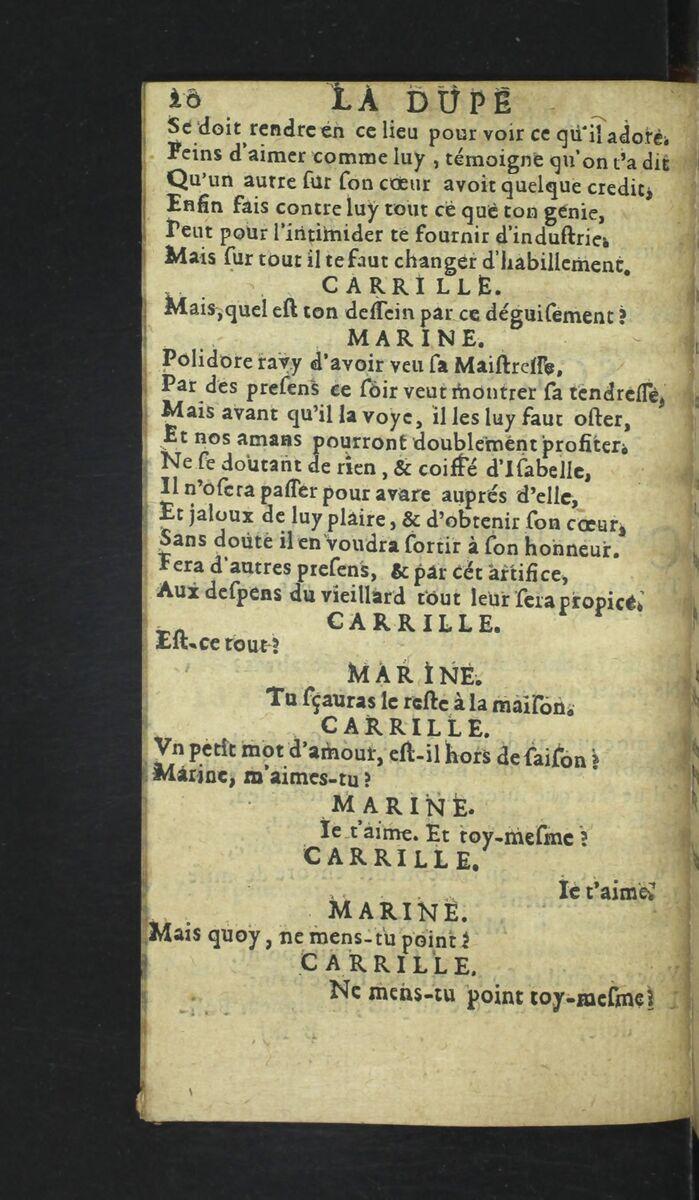 20 LA DUPE
Se doit rendre en ce lieu pour voir ce qu'il adore.
Feins d'aimer comme luy, témoigne qu'on t'a dit
Qu'un autre ſur ſon cœur avoit quelque credit,
Enfin fais contre luy tout ce que ton genie,
Peut pour l'intimider te fournir d'induſtrie.
Mais ſur tout il te faut changer d'habillement.
CARRILLE.
Mais, quel eſt ton deſſein par ce déguiſement?
MARINE.
Polidore ravy d'avoir veu ſa Maiſtreſſe,
Par des preſens ce ſoir veut montrer ſa tendreſſe,
Mais avant qu'il la voye, il les luy faut oſter,
Et nos amans pourront doublement profiter.
Ne ſe doutant de rien, & coiffé d'Iſabelle,
Il n'oſera paſſer pour avare auprés d'elle,
Et jaloux de luy plaire, & d'obtenir ſon cœur,
Sans doute il en voudra ſortir à ſon honneur.
Fera d'autres preſens, & par cét artifice,
Aux deſpens du vieillard tout leur ſera propice.
CARRILLE.
Eſt-ce tout?
MARINE.
Tu ſçauras le reſte à la maiſon.
CARRILLE.
Vn petit mot d'amour, eſt-il hors de ſaiſon?
Marine, m'aimes-tu?
MARINE.
Ie t'aime. Et toy-meſme?
CARRILLE.
Ie t'aime.
MARINE.
Mais quoy, ne mens-tu point?
CARRILLE.
Ne mens-tu point toy-meſme?